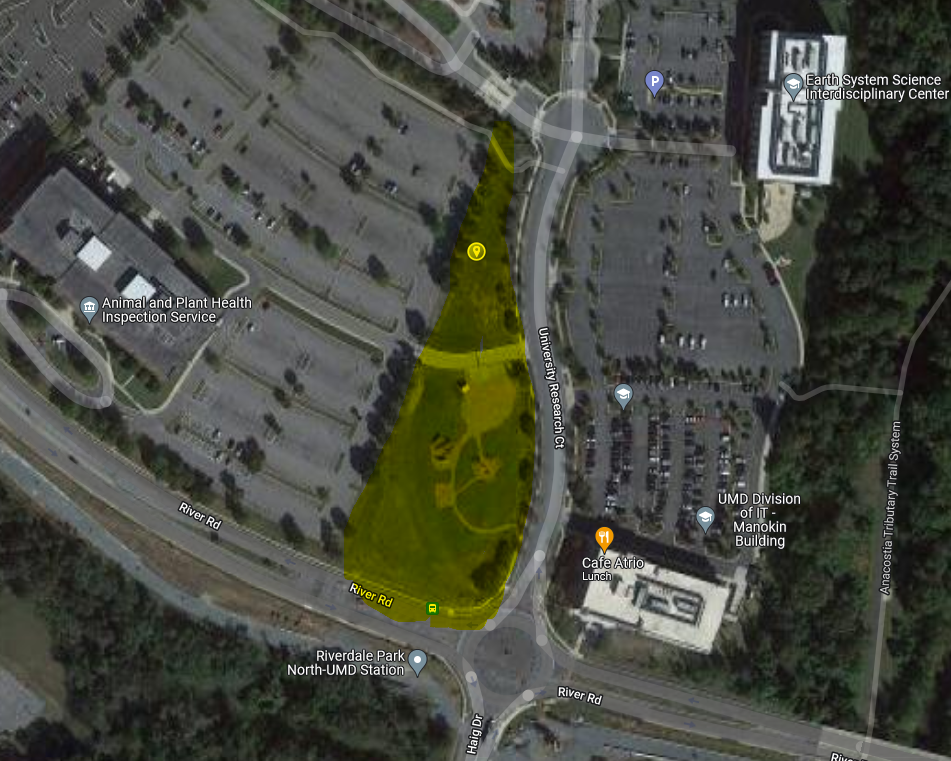 P
Earth System Science
Interdisciplinary Center
Animal and Plant Health
Inspection Service
University Research Ct
Anacostia Tributary Trail System
River Rd
UMD Division
of IT -
Manokin
Building
Cafe Atrio
Lunch
River Rd
Riverdale Park
North-UMD Station
River Rd
Haig Dr
River